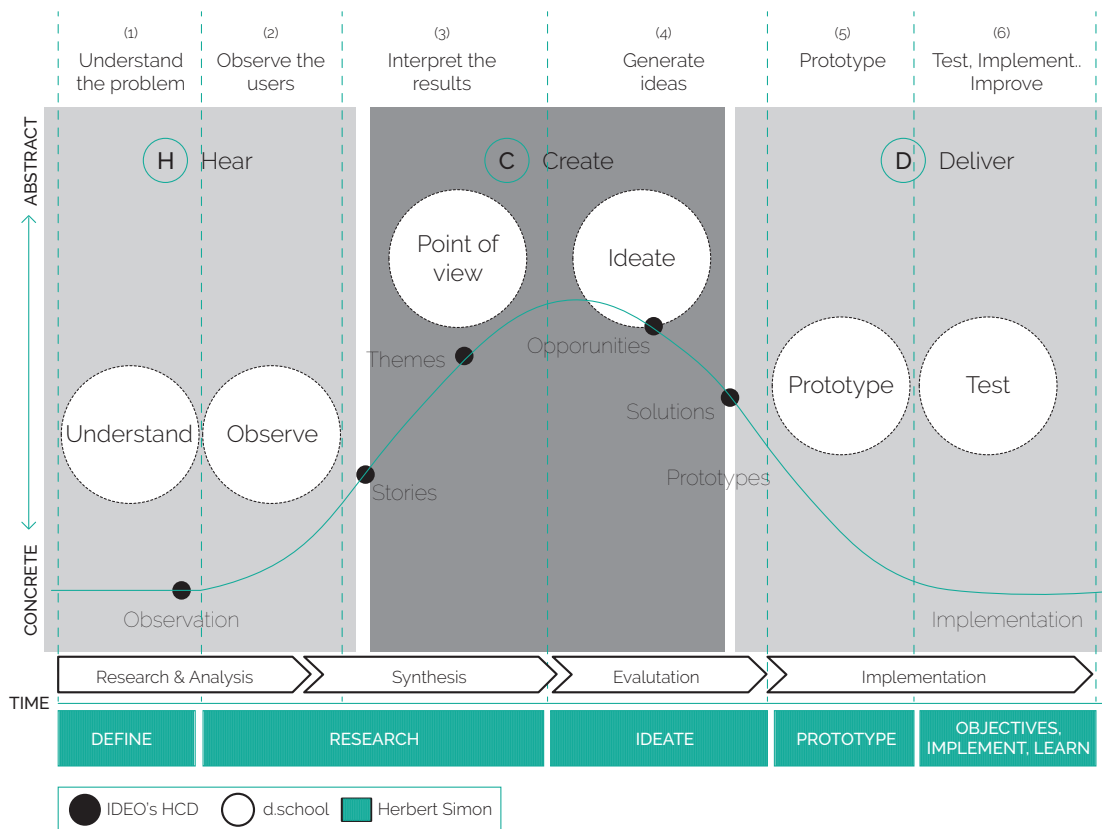 (1)
Understand
the problem
(2)
Observe the
users
(3)
Interpret the
results
(4)
Generate
ideas
(5)
Prototype
(6)
Test, Implement..
Improve
ABSTRACT
CONCRETE
H Hear
C Create
D Deliver
Point of
view
Ideate
Themes
Opporunities
Understand
Observe
Prototype
Test
Solutions
Stories
Prototypes
Observation
Implementation
Research & Analysis
Synthesis
Evalutation
Implementation
TIME
DEFINE
RESEARCH
IDEATE
PROTOTYPE
OBJECTIVES,
IMPLEMENT, LEARN
IDEO's HCD
d.school
Herbert Simon